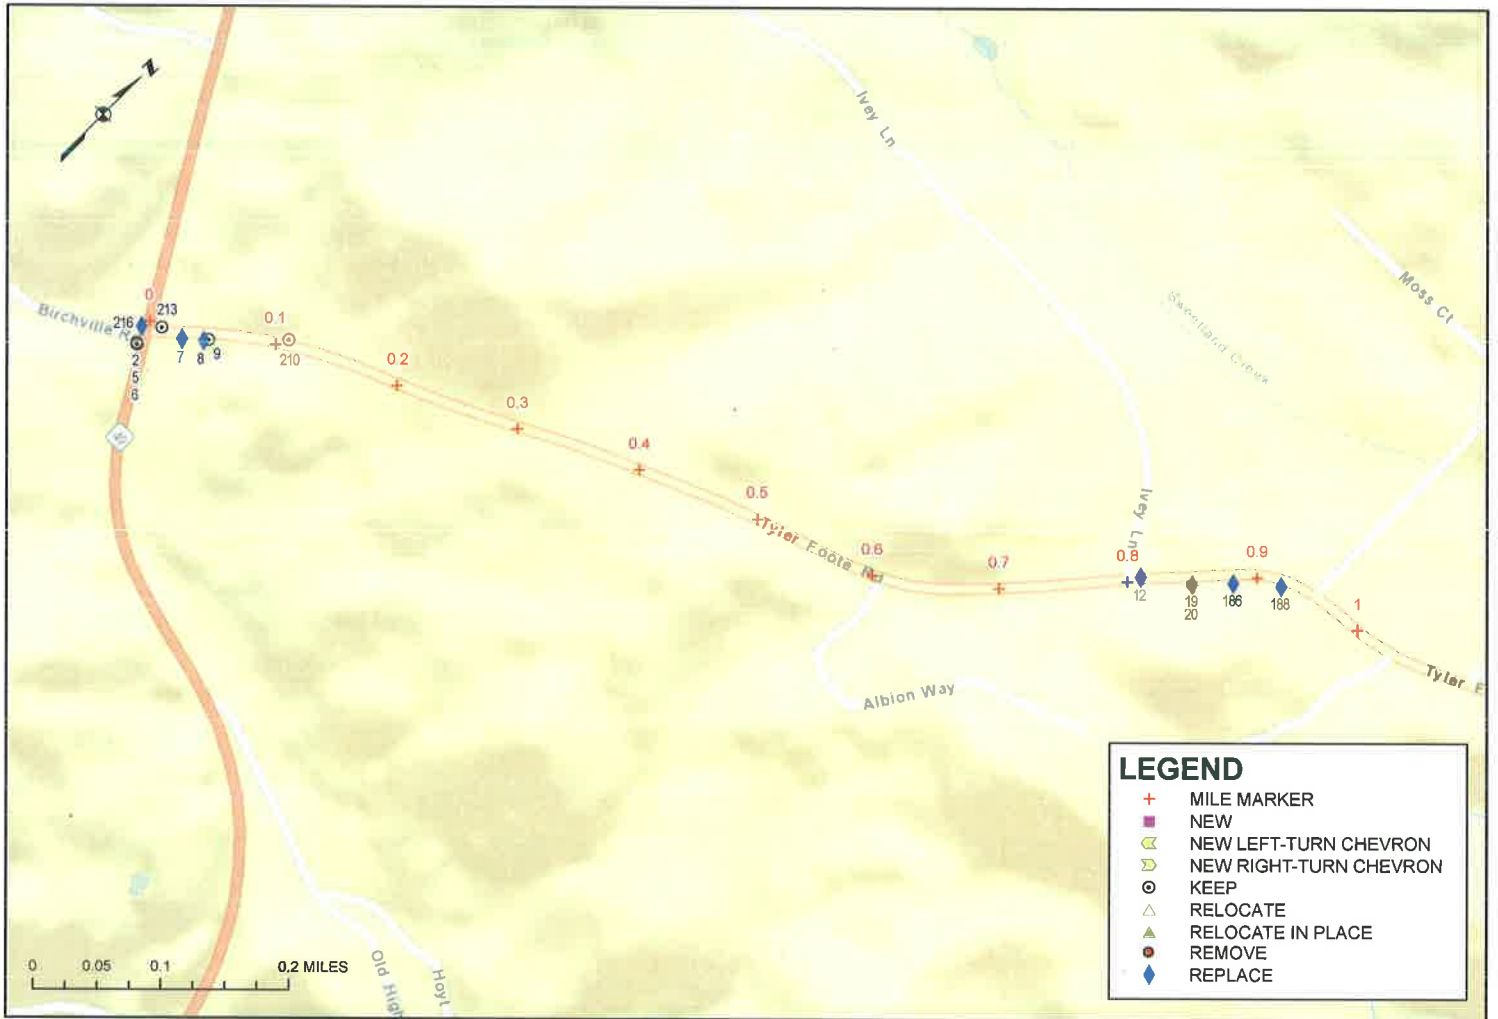 N
Ivey Ln
Moss Ct
Sweetland Creek
0
213
216
Birchville R
0.1
2
5
6
7
8
9
210
0.2
0.3
0.4
0.5
49
Tyler Foote Rd
0.6
0.7
Ivey Ln
0.8
0.9
12
19
20
186
188
1
Tyler F
Albion Way
LEGEND
MILE MARKER
NEW
NEW LEFT-TURN CHEVRON
NEW RIGHT-TURN CHEVRON
KEEP
RELOCATE
RELOCATE IN PLACE
REMOVE
REPLACE
0 0.05 0.1 0.2 MILES
Old High
Hoyt